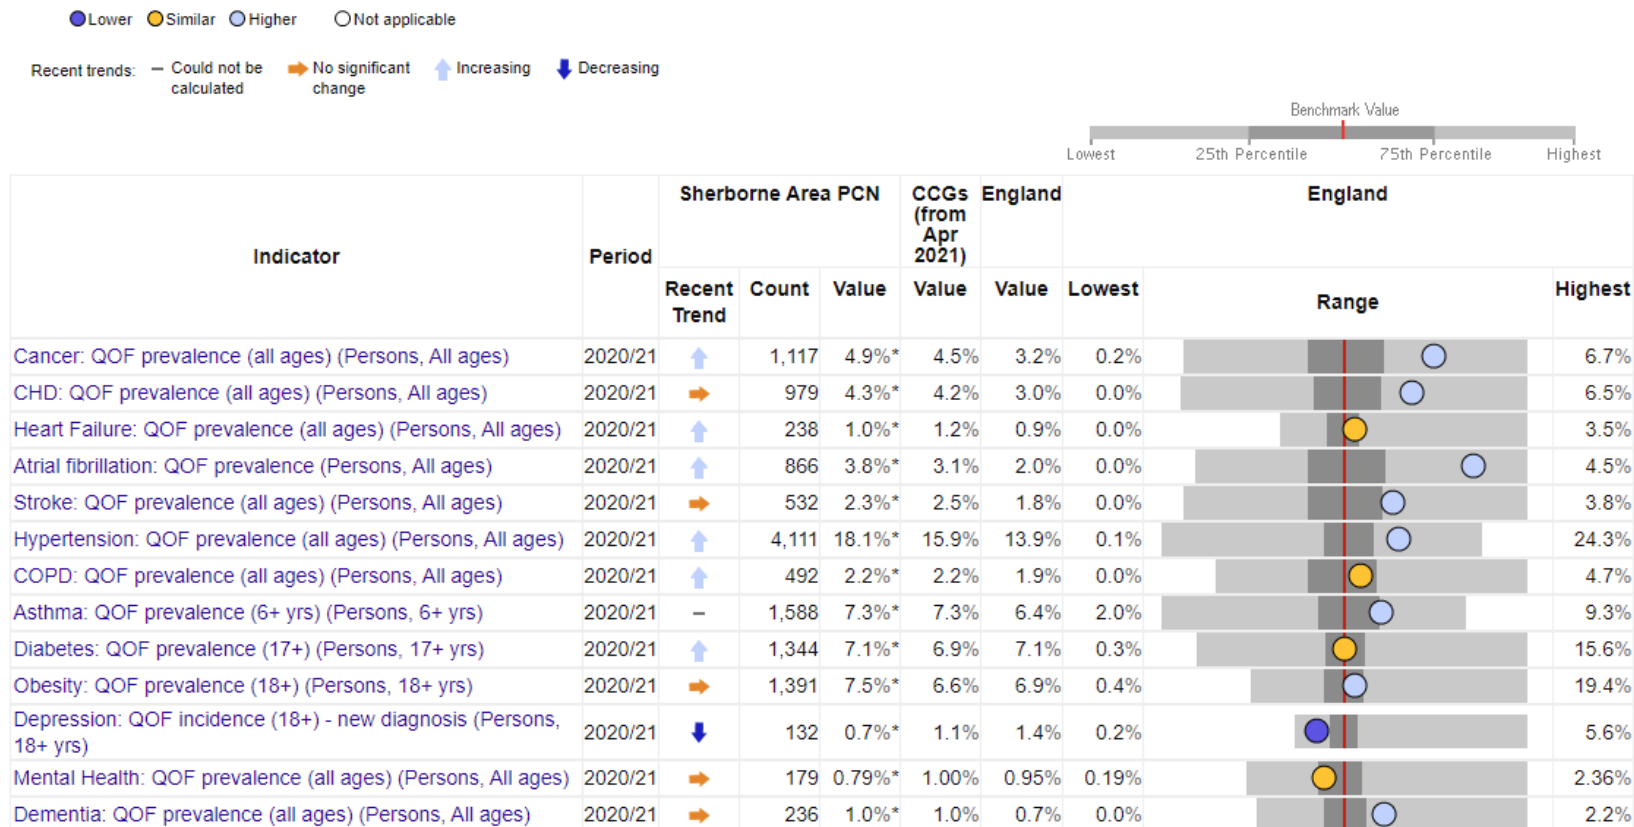 Lower Similar Higher Not applicable
Recent trends: – Could not be calculated No significant change Increasing Decreasing
Benchmark Value
Lowest 25th Percentile 75th Percentile Highest
Indicator Period Sherborne Area PCN CCGs (from Apr 2021) England England
Recent Trend Count Value Value Value Lowest Range Highest
Cancer: QOF prevalence (all ages) (Persons, All ages) 2020/21 1,117 4.9%* 4.5% 3.2% 0.2% 6.7%
CHD: QOF prevalence (all ages) (Persons, All ages) 2020/21 979 4.3%* 4.2% 3.0% 0.0% 6.5%
Heart Failure: QOF prevalence (all ages) (Persons, All ages) 2020/21 238 1.0%* 1.2% 0.9% 0.0% 3.5%
Atrial fibrillation: QOF prevalence (Persons, All ages) 2020/21 866 3.8%* 3.1% 2.0% 0.0% 4.5%
Stroke: QOF prevalence (all ages) (Persons, All ages) 2020/21 532 2.3%* 2.5% 1.8% 0.0% 3.8%
Hypertension: QOF prevalence (all ages) (Persons, All ages) 2020/21 4,111 18.1%* 15.9% 13.9% 0.1% 24.3%
COPD: QOF prevalence (all ages) (Persons, All ages) 2020/21 492 2.2%* 2.2% 1.9% 0.0% 4.7%
Asthma: QOF prevalence (6+ yrs) (Persons, 6+ yrs) 2020/21 – 1,588 7.3%* 7.3% 6.4% 2.0% 9.3%
Diabetes: QOF prevalence (17+) (Persons, 17+ yrs) 2020/21 1,344 7.1%* 6.9% 7.1% 0.3% 15.6%
Obesity: QOF prevalence (18+) (Persons, 18+ yrs) 2020/21 1,391 7.5%* 6.6% 6.9% 0.4% 19.4%
Depression: QOF incidence (18+) - new diagnosis (Persons,
18+ yrs) 2020/21 132 0.7%* 1.1% 1.4% 0.2% 5.6%
Mental Health: QOF prevalence (all ages) (Persons, All ages) 2020/21 179 0.79%* 1.00% 0.95% 0.19% 2.36%
Dementia: QOF prevalence (all ages) (Persons, All ages) 2020/21 236 1.0%* 1.0% 0.7% 0.0% 2.2%